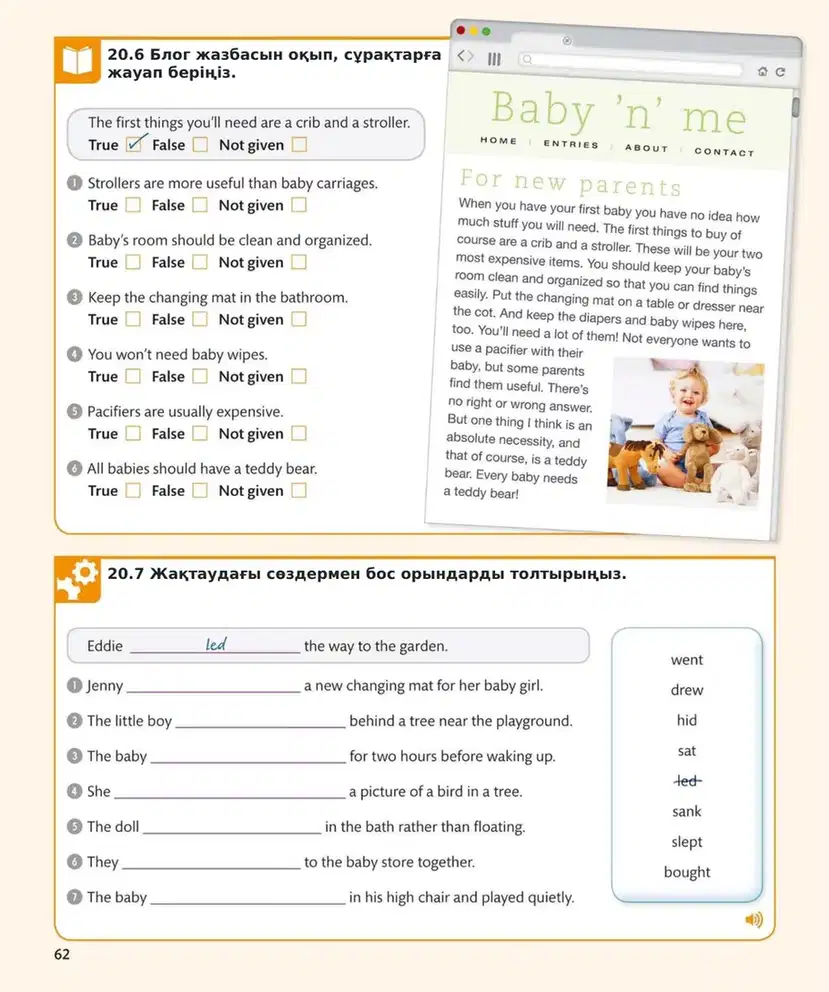 20.6 Блог жазбасын оқып, сұрақтарға
жауап беріңіз.
The first things you'll need are a crib and a stroller.
True ✓ False Not given
1 Strollers are more useful than baby carriages.
True False Not given
2 Baby's room should be clean and organized.
True False Not given
3 Keep the changing mat in the bathroom.
True False Not given
4 You won't need baby wipes.
True False Not given
5 Pacifiers are usually expensive.
True False Not given
6 All babies should have a teddy bear.
True False Not given
Baby 'n' me
HOME | ENTRIES | ABOUT | CONTACT
For new parents
When you have your first baby you have no idea how
much stuff you will need. The first things to buy of
course are a crib and a stroller. These will be your two
most expensive items. You should keep your baby's
room clean and organized so that you can find things
easily. Put the changing mat on a table or dresser near
the cot. And keep the diapers and baby wipes here,
too. You'll need a lot of them! Not everyone wants to
use a pacifier with their
baby, but some parents
find them useful. There's
no right or wrong answer.
But one thing I think is an
absolute necessity, and
that of course, is a teddy
bear. Every baby needs
a teddy bear!
20.7 Жақтаудағы сөздермен бос орындарды толтырыңыз.
Eddie led the way to the garden.
1 Jenny ____ a new changing mat for her baby girl.
2 The little boy ____ behind a tree near the playground.
3 The baby ____ for two hours before waking up.
4 She ____ a picture of a bird in a tree.
5 The doll ____ in the bath rather than floating.
6 They ____ to the baby store together.
7 The baby ____ in his high chair and played quietly.
went
drew
hid
sat
led
sank
slept
bought
62